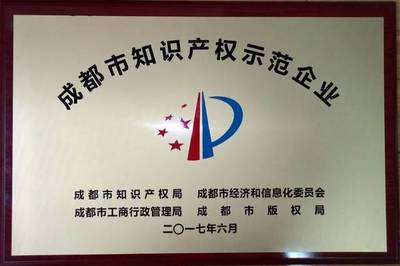 成都市知识产权示范企业
成都市知识产权局 成都市经济和信息化委员会
成都市工商行政管理局 成都市版权局
二〇一七年六月